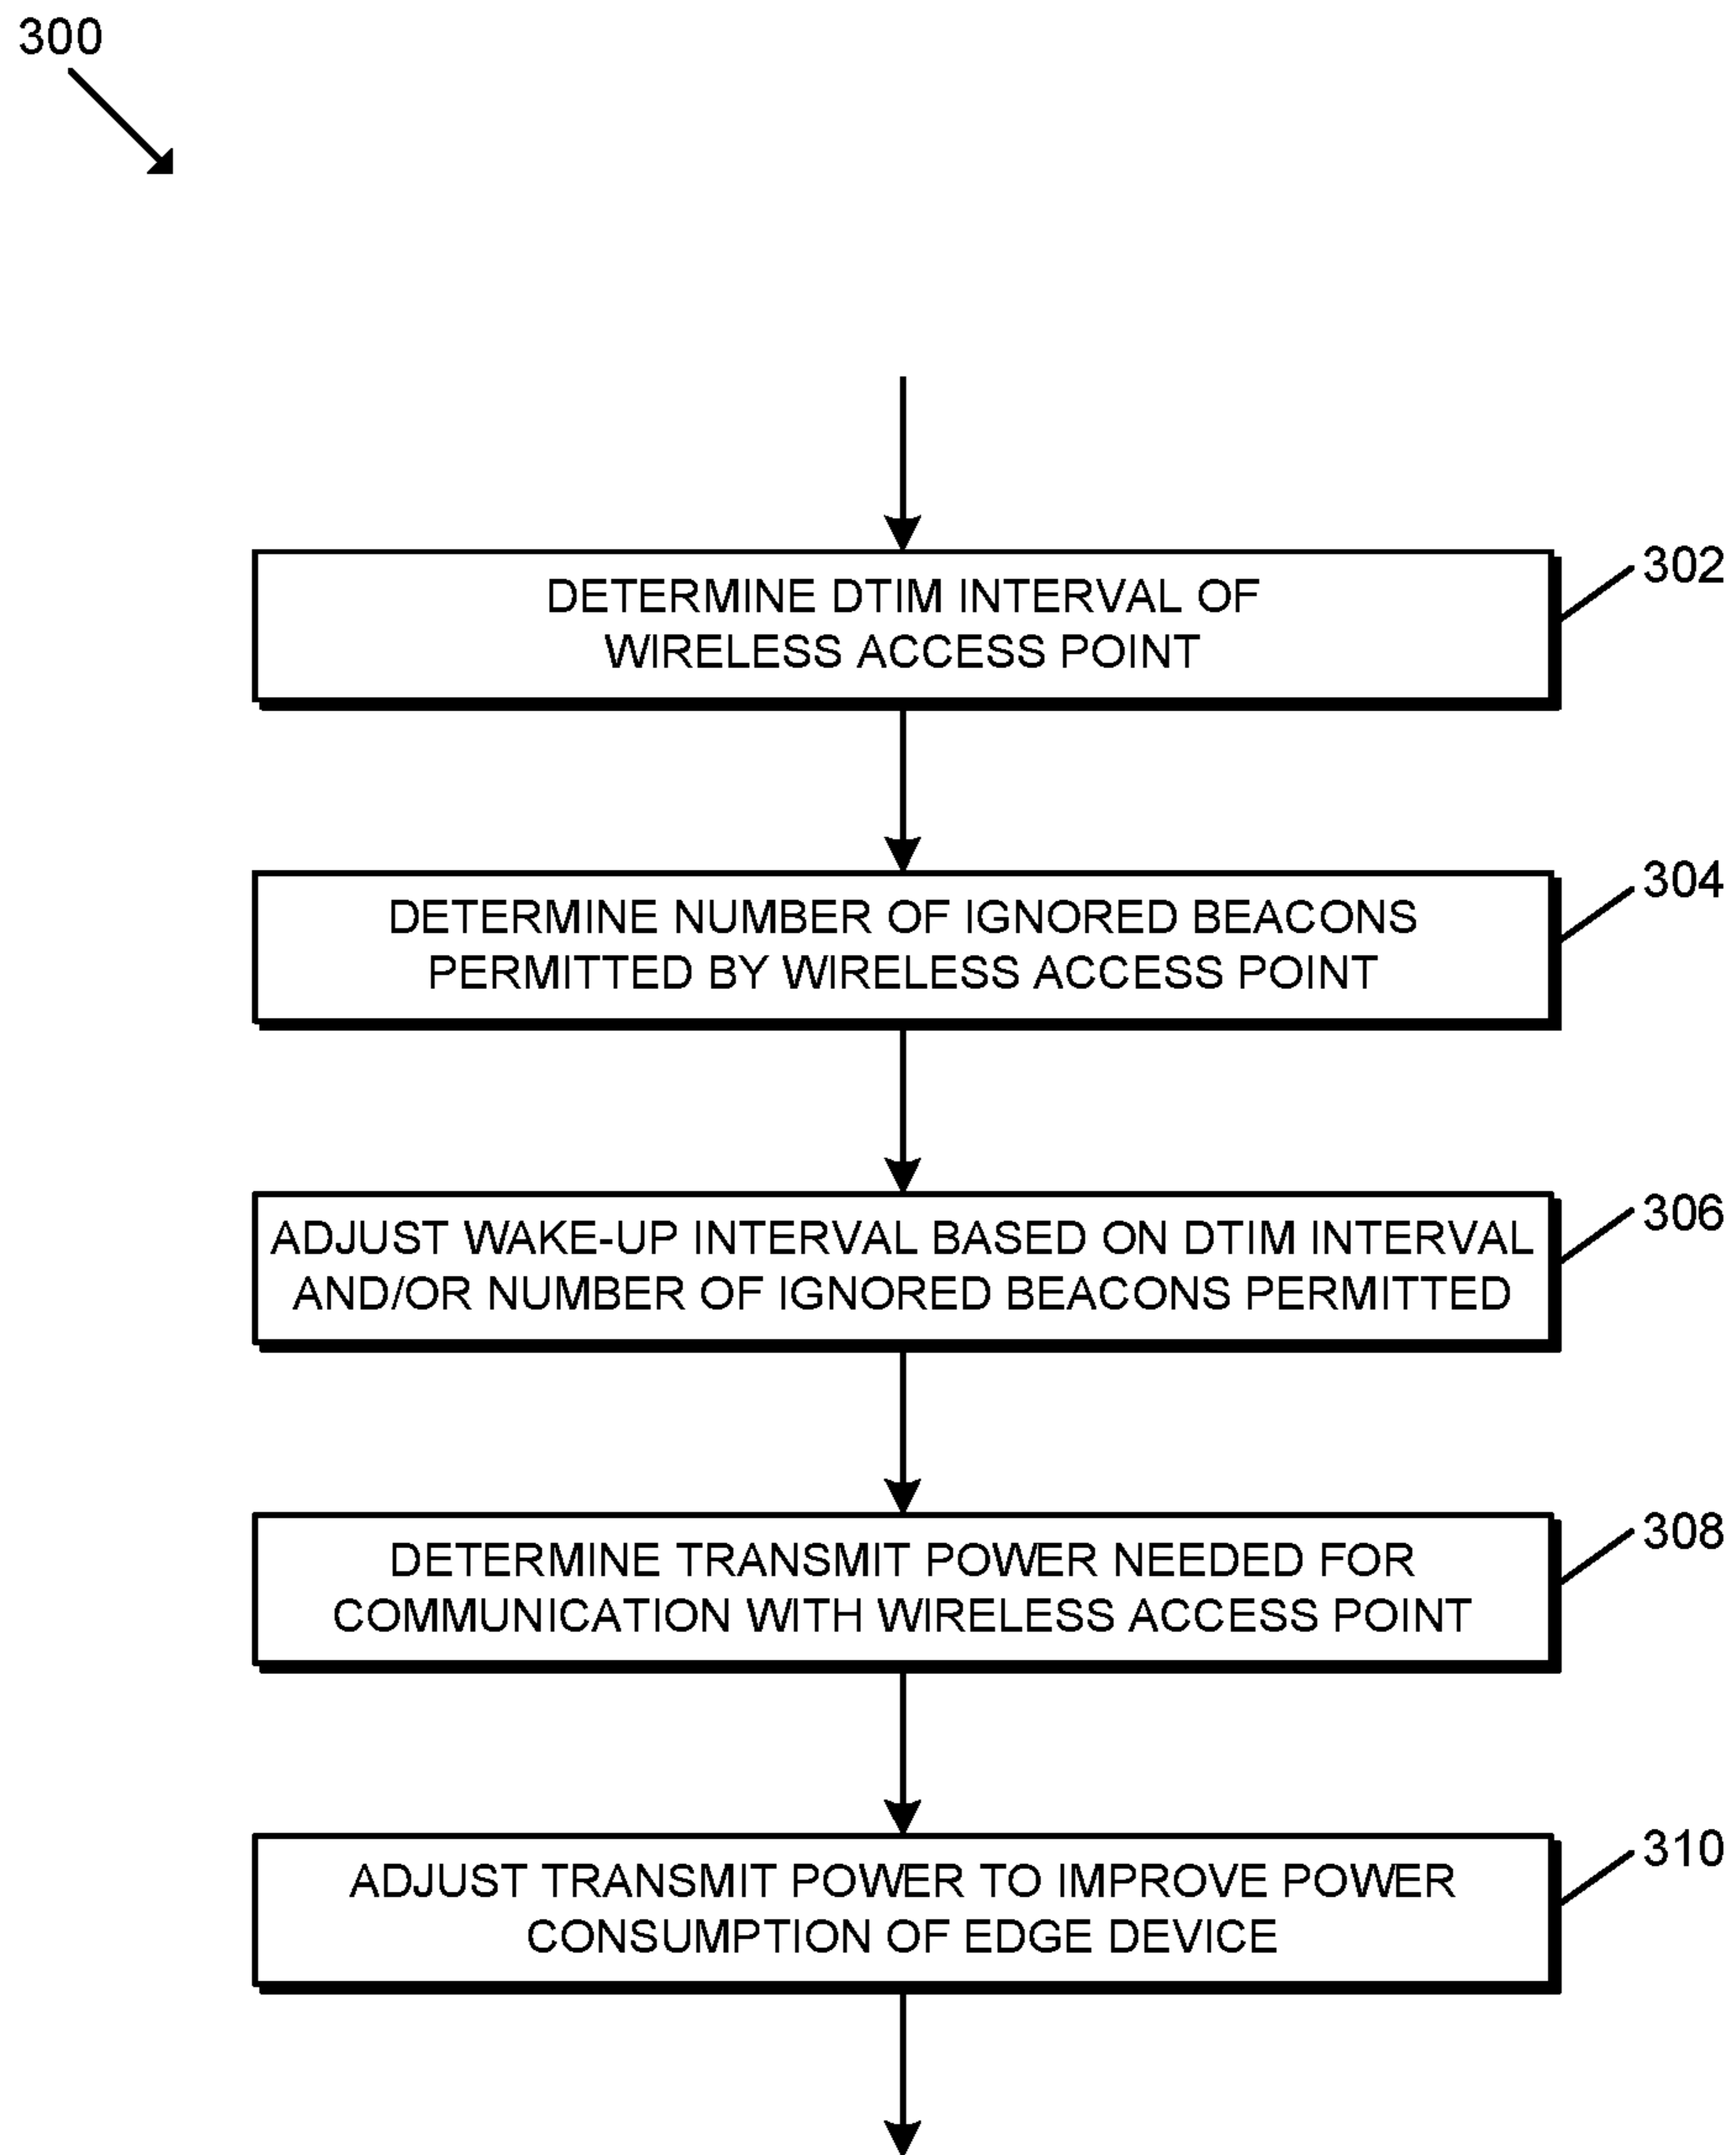 300
DETERMINE DTIM INTERVAL OF
WIRELESS ACCESS POINT
302
DETERMINE NUMBER OF IGNORED BEACONS
PERMITTED BY WIRELESS ACCESS POINT
304
ADJUST WAKE-UP INTERVAL BASED ON DTIM INTERVAL
AND/OR NUMBER OF IGNORED BEACONS PERMITTED
306
DETERMINE TRANSMIT POWER NEEDED FOR
COMMUNICATION WITH WIRELESS ACCESS POINT
308
ADJUST TRANSMIT POWER TO IMPROVE POWER
CONSUMPTION OF EDGE DEVICE
310